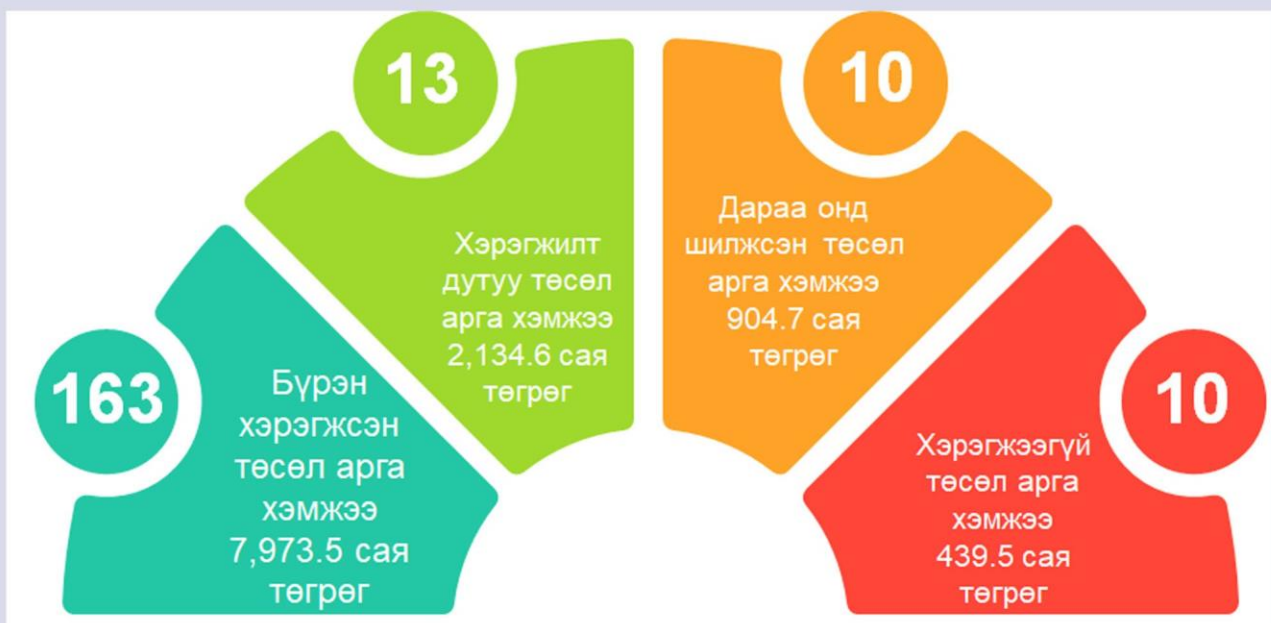 163
Бүрэн
хэрэгжсэн
төсөл арга
хэмжээ
7,973.5 сая
төгрөг
13
Хэрэгжилт
дутуу төсөл
арга хэмжээ
2,134.6 сая
төгрөг
10
Дараа онд
шилжсэн төсөл
арга хэмжээ
904.7 сая
төгрөг
10
Хэрэгжээгүй
төсөл арга
хэмжээ
439.5 сая
төгрөг